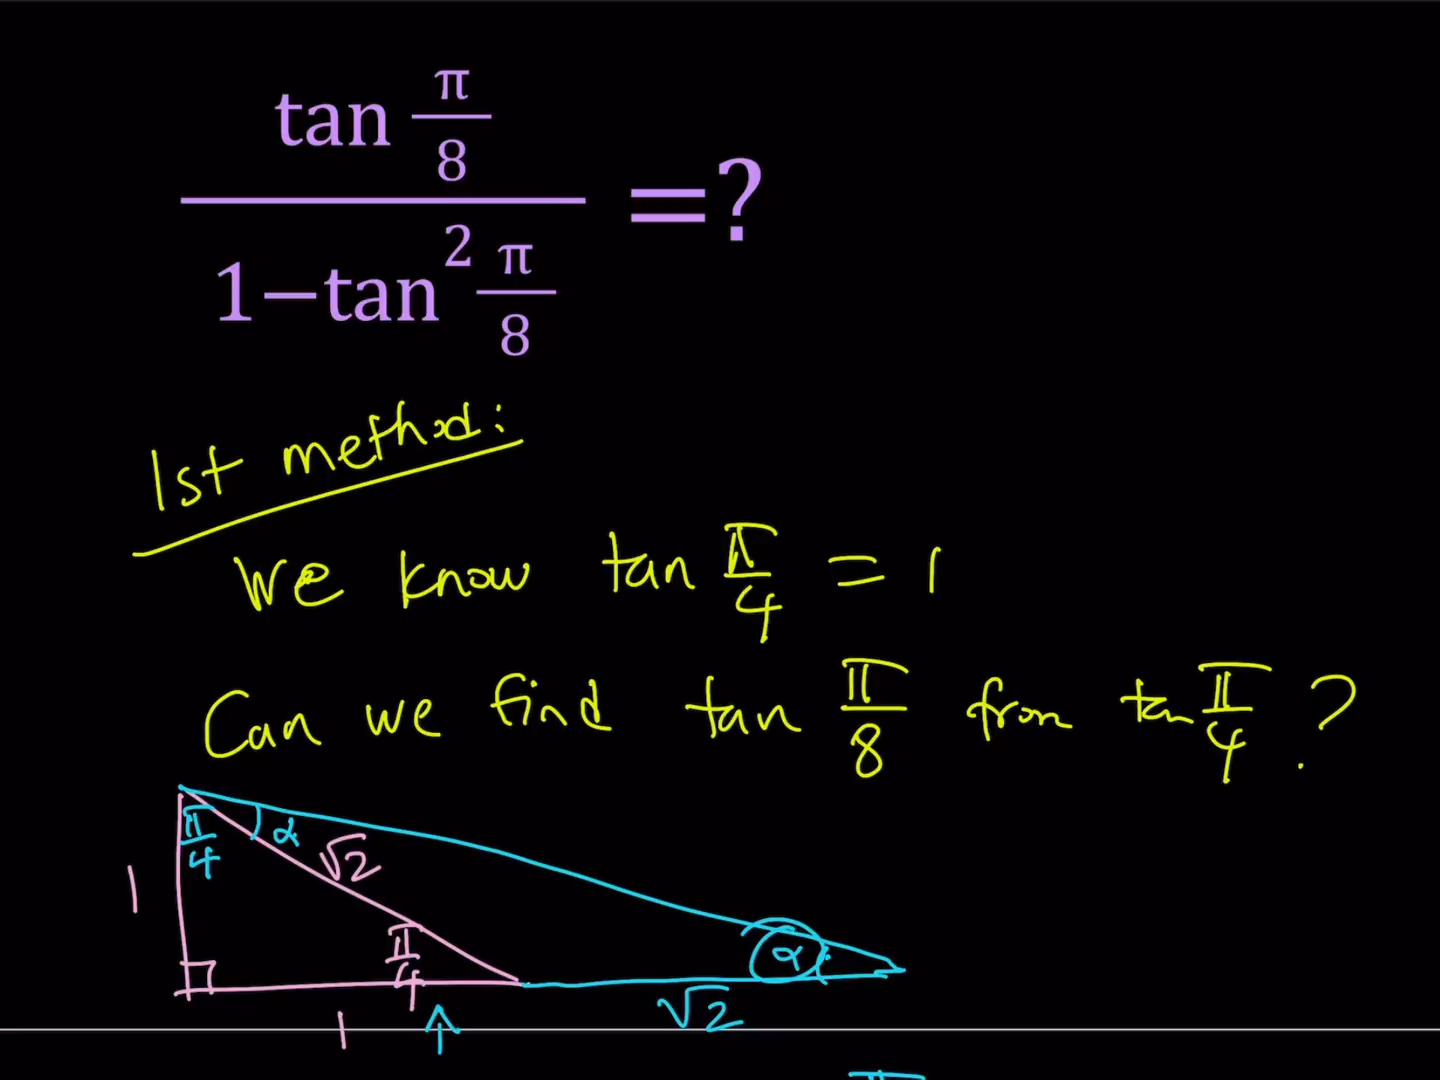 tan π/8
1−tan² π/8
=?
1st method:
We know tan π/4 = 1
Can we find tan π/8 from tan π/4 ?
π/4 α √2
1
π/4 α
1 √2